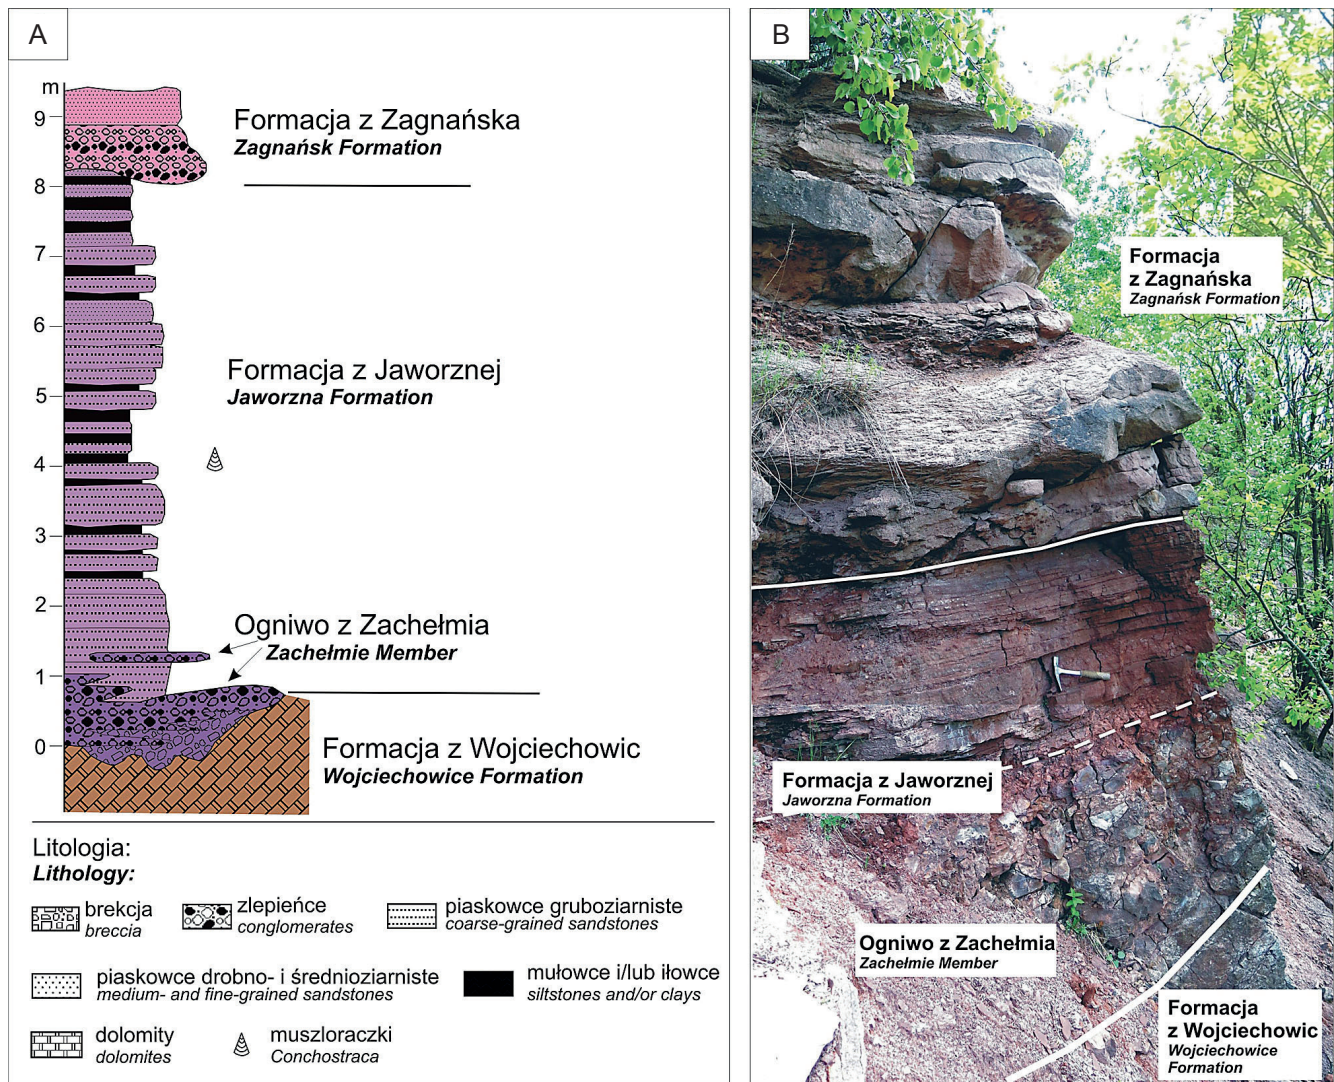 A
m
9
8
7
6
5
4
3
2
1
0
Formacja z Zagnańska
Zagnańsk Formation
Formacja z Jaworznej
Jaworzna Formation
Ogniwo z Zachełmia
Zachełmie Member
Formacja z Wojciechowic
Wojciechowice Formation
Litologia:
Lithology:
brekcja
breccia
zlepieńce
conglomerates
piaskowce gruboziarniste
coarse-grained sandstones
piaskowce drobno- i średnioziarniste
medium- and fine-grained sandstones
mułowce i/lub iłowce
siltstones and/or clays
dolomity
dolomites
muszloraczki
Conchostraca
B
Formacja
z Zagnańska
Zagnańsk Formation
Formacja z Jaworznej
Jaworzna Formation
Ogniwo z Zachełmia
Zachełmie Member
Formacja
z Wojciechowic
Wojciechowice
Formation